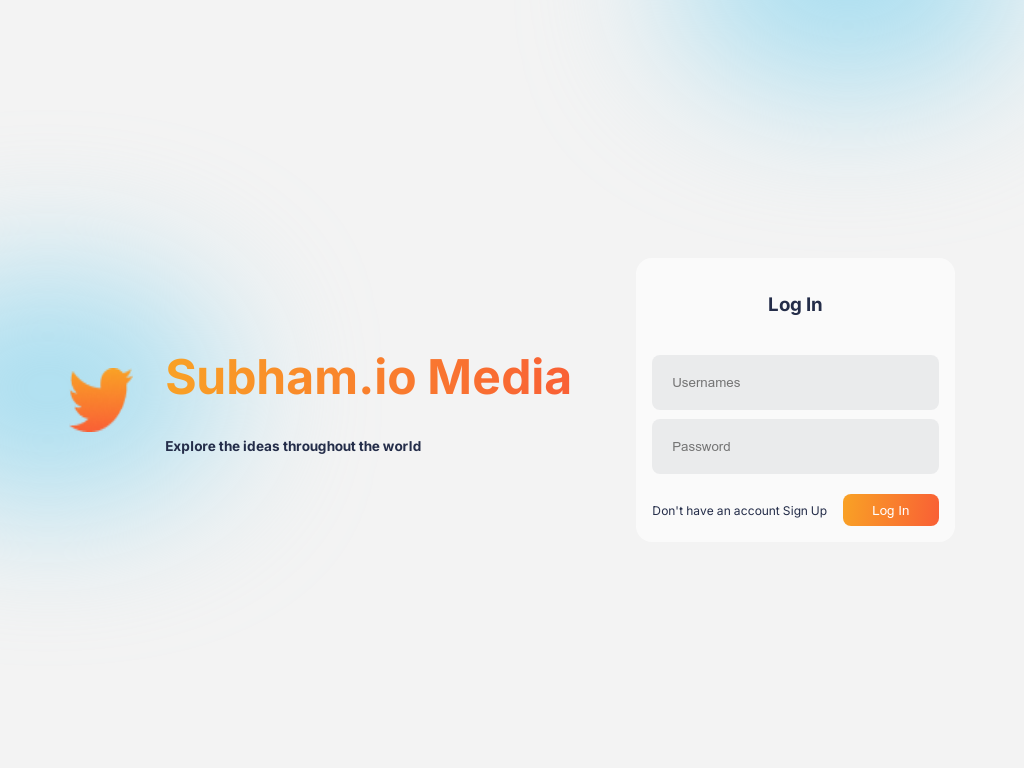 Subham.io Media
Explore the ideas throughout the world
Log In
Usernames
Password
Don't have an account Sign Up
Log In